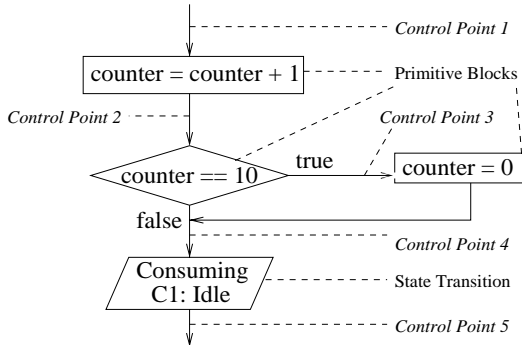 Control Point 1
counter = counter + 1
Primitive Blocks
Control Point 2
Control Point 3
true
counter == 10
counter = 0
false
Control Point 4
Consuming
C1: Idle
State Transition
Control Point 5